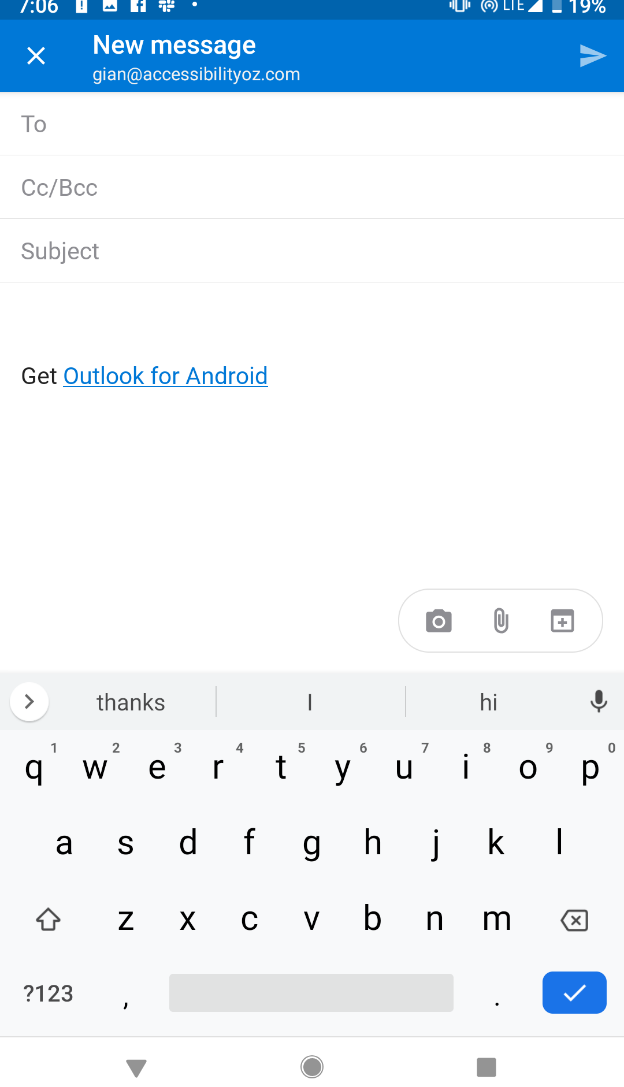 7:06 LTE 19%
New message
gian@accessibilityoz.com
To
Cc/Bcc
Subject
Get Outlook for Android
thanks I hi
1 2 3 4 5 6 7 8 9 0
q w e r t y u i o p
a s d f g h j k l
z x c v b n m
?123 , .